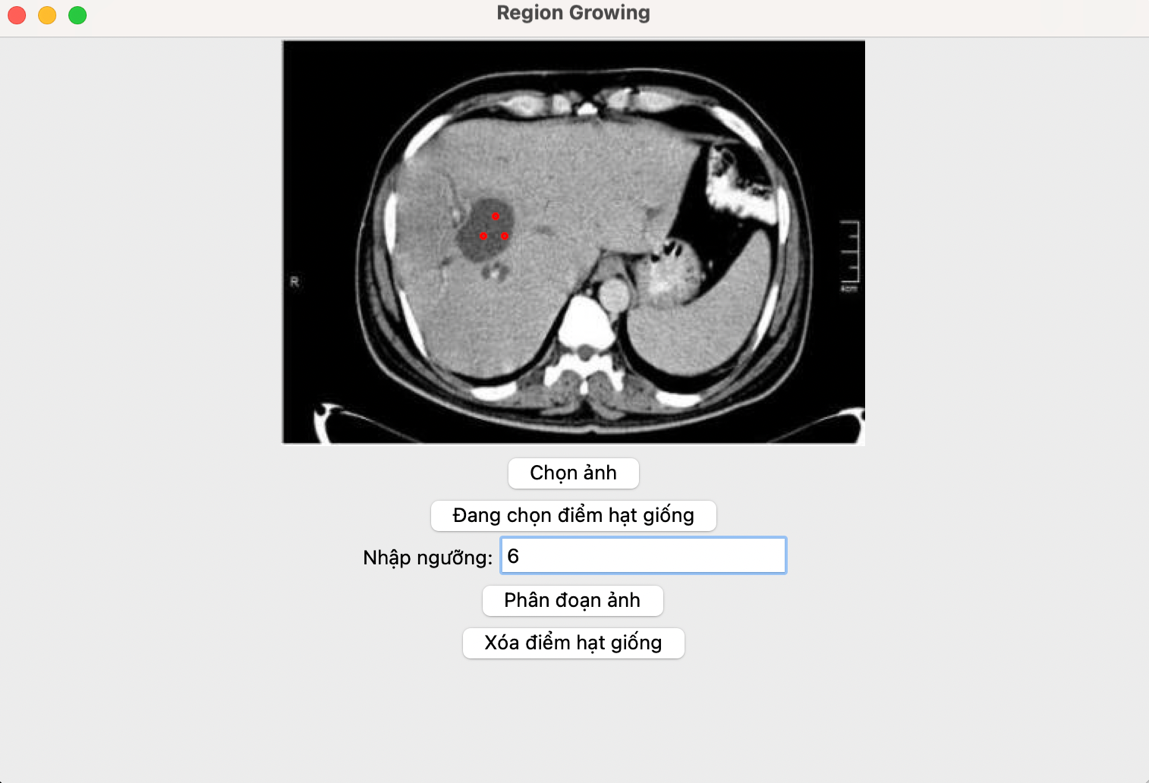 Region Growing
R
Chọn ảnh
Đang chọn điểm hạt giống
Nhập ngưỡng: 6
Phân đoạn ảnh
Xóa điểm hạt giống